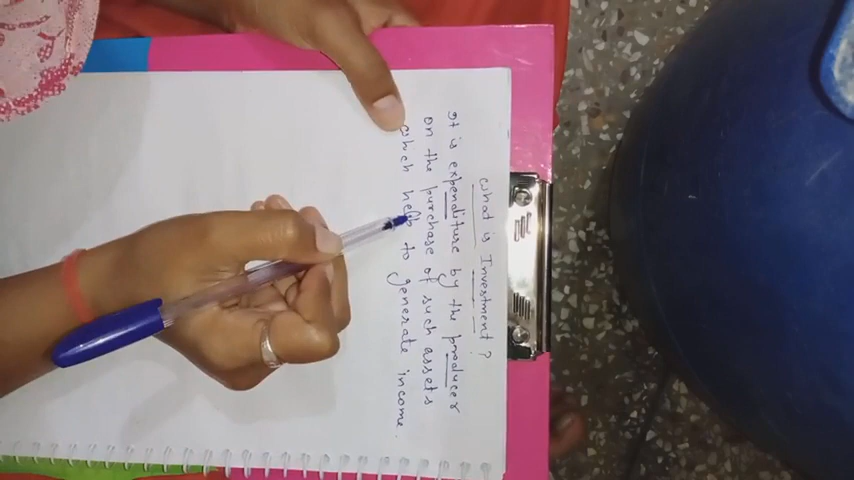 What is Investment?
It is expenditure by the producer
on the purchase of such assets
which help to generate income.